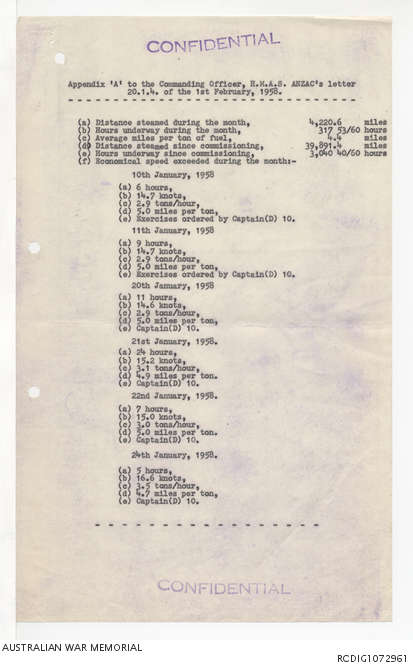 CONFIDENTIAL
Appendix 'A' to the Commanding Officer, H.M.A.S. ANZAC's letter
20.1.4. of the 1st February, 1958.
(a) Distance steamed during the month, 4,220.6 miles
(b) Hours underway during the month, 317 53/60 hours
(c) Average miles per ton of fuel, 4.4 miles
(d) Distance steamed since commissioning, 39,891.4 miles
(e) Hours underway since commissioning, 3,040 40/60 hours
(f) Economical speed exceeded during the month:-
10th January, 1958
(a) 6 hours,
(b) 14.7 knots,
(c) 2.9 tons/hour,
(d) 5.0 miles per ton,
(e) Exercises ordered by Captain(D) 10.
11th January, 1958
(a) 9 hours,
(b) 14.7 knots,
(c) 2.9 tons/hour,
(d) 5.0 miles per ton,
(e) Exercises ordered by Captain(D) 10.
20th January, 1958
(a) 11 hours,
(b) 14.6 knots,
(c) 2.9 tons/hour,
(d) 5.0 miles per ton,
(e) Captain(D) 10.
21st January, 1958.
(a) 24 hours,
(b) 15.2 knots,
(c) 3.1 tons/hour,
(d) 4.9 miles per ton.
(e) Captain(D) 10.
22nd January, 1958.
(a) 7 hours,
(b) 15.0 knots,
(c) 3.0 tons/hour,
(d) 5.0 miles per ton.
(e) Captain(D) 10.
24th January, 1958.
(a) 5 hours,
(b) 16.6 knots,
(c) 3.5 tons/hour,
(d) 4.7 miles per ton,
(e) Captain(D) 10.
CONFIDENTIAL
AUSTRALIAN WAR MEMORIAL
RCDIG1072961